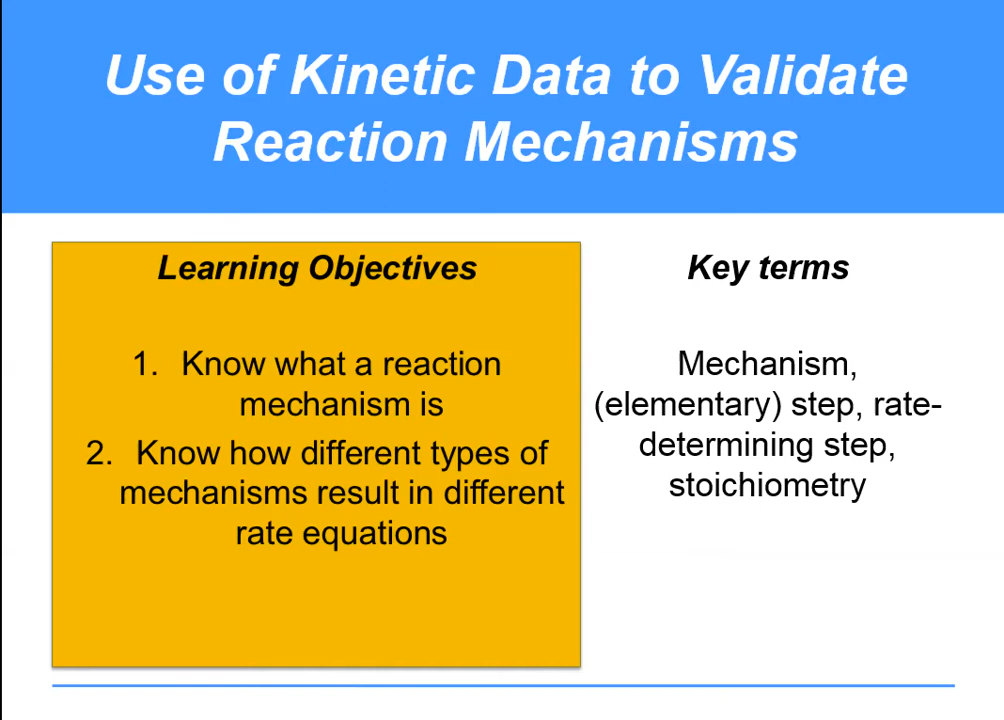 Use of Kinetic Data to Validate
Reaction Mechanisms
Learning Objectives
1. Know what a reaction
mechanism is
2. Know how different types of
mechanisms result in different
rate equations
Key terms
Mechanism,
(elementary) step, rate-
determining step,
stoichiometry